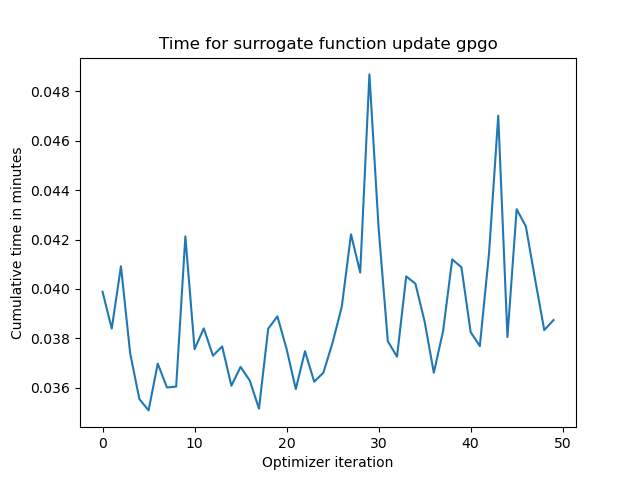 Time for surrogate function update gpgo
Cumulative time in minutes
0.048
0.046
0.044
0.042
0.040
0.038
0.036
0 10 20 30 40 50
Optimizer iteration